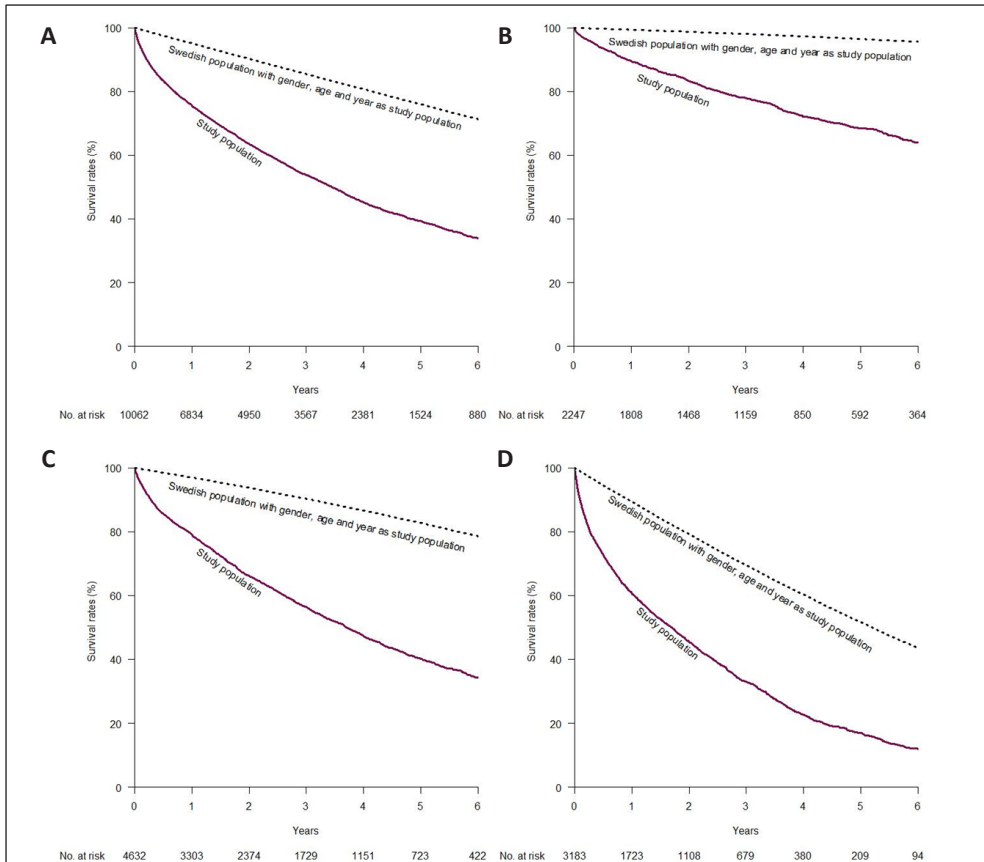 A
Survival rates (%)
100
80
60
40
20
0
Swedish population with gender, age and year as study population
Study population
0 1 2 3 4 5 6
Years
No. at risk 10062 6834 4950 3567 2381 1524 880
B
Survival rates (%)
100
80
60
40
20
0
Swedish population with gender, age and year as study population
Study population
0 1 2 3 4 5 6
Years
No. at risk 2247 1808 1468 1159 850 592 364
C
Survival rates (%)
100
80
60
40
20
0
Swedish population with gender, age and year as study population
Study population
0 1 2 3 4 5 6
Years
No. at risk 4632 3303 2374 1729 1151 723 422
D
Survival rates (%)
100
80
60
40
20
0
Swedish population with gender, age and year as study population
Study population
0 1 2 3 4 5 6
Years
No. at risk 3183 1723 1108 679 380 209 94